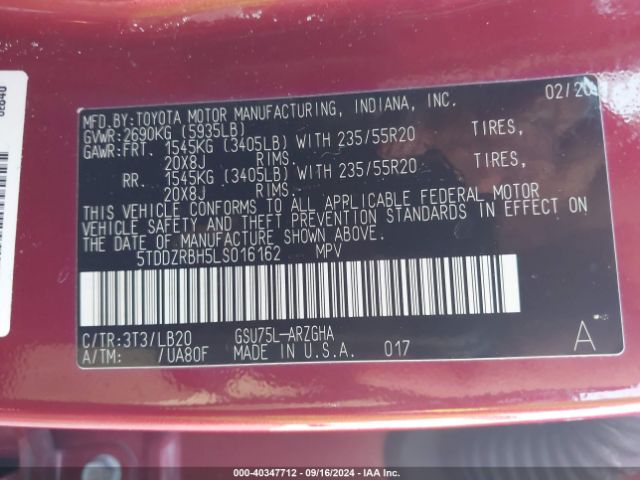 MFD.BY:TOYOTA MOTOR MANUFACTURING, INDIANA, INC. 02/20
GVWR:2690KG (5935LB)
GAWR:FRT. 1545KG (3405LB) WITH 235/55R20 TIRES,
20X8J RIMS.
RR. 1545KG (3405LB) WITH 235/55R20 TIRES,
20X8J RIMS.
THIS VEHICLE CONFORMS TO ALL APPLICABLE FEDERAL MOTOR
VEHICLE SAFETY AND THEFT PREVENTION STANDARDS IN EFFECT ON
THE DATE OF MANUFACTURE SHOWN ABOVE.
5TDDZRBH5LS016162 MPV
C/TR:3T3/LB20 GSU75L-ARZGHA
A/TM: /UA80F MADE IN U.S.A. 017 A
000-40347712 - 09/16/2024 - IAA Inc.